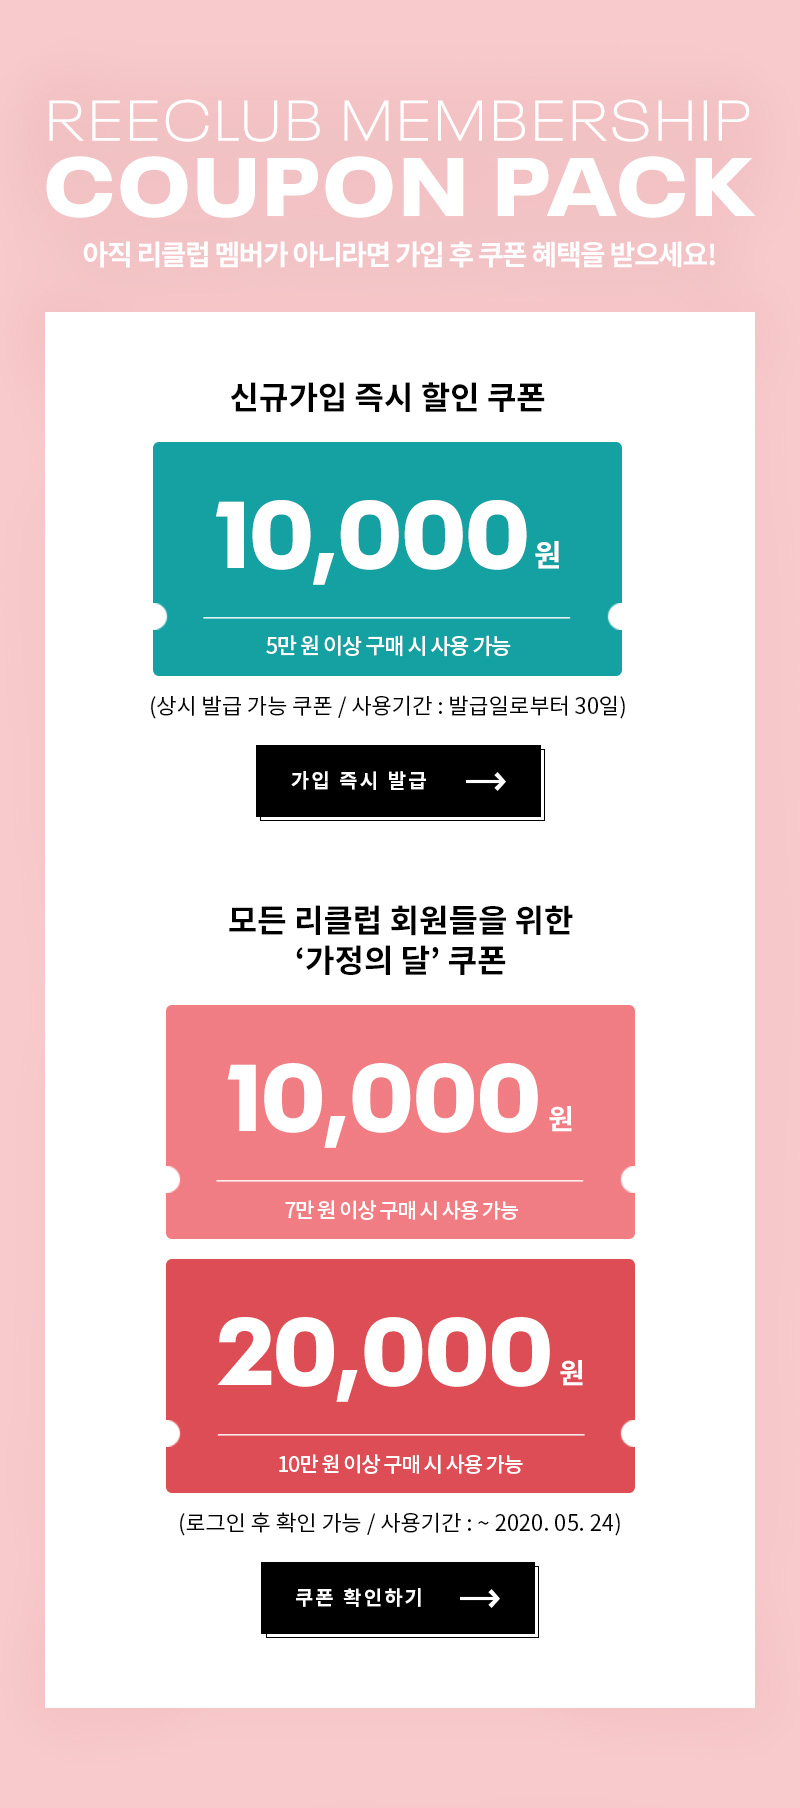 REECLUB MEMBERSHIP
COUPON PACK
아직 리클럽 멤버가 아니라면 가입 후 쿠폰 혜택을 받으세요!
신규가입 즉시 할인 쿠폰
10,000원
5만 원 이상 구매 시 사용 가능
(상시 발급 가능 쿠폰 / 사용기간 : 발급일로부터 30일)
가입 즉시 발급 →
모든 리클럽 회원들을 위한
‘가정의 달’ 쿠폰
10,000원
7만 원 이상 구매 시 사용 가능
20,000원
10만 원 이상 구매 시 사용 가능
(로그인 후 확인 가능 / 사용기간 : ~ 2020. 05. 24)
쿠폰 확인하기 →